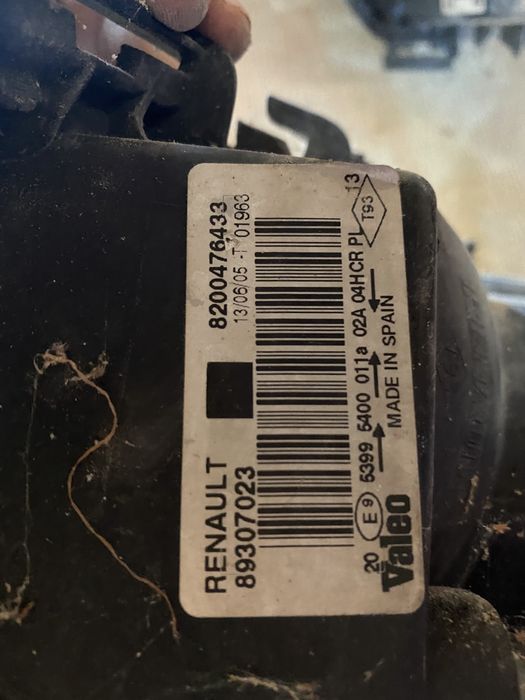 RENAULT 8200476433
89307023 13/06/05 -T 01963
20 E9 5399 5400 011a 02A 04HCR PL T93 13
Valeo MADE IN SPAIN